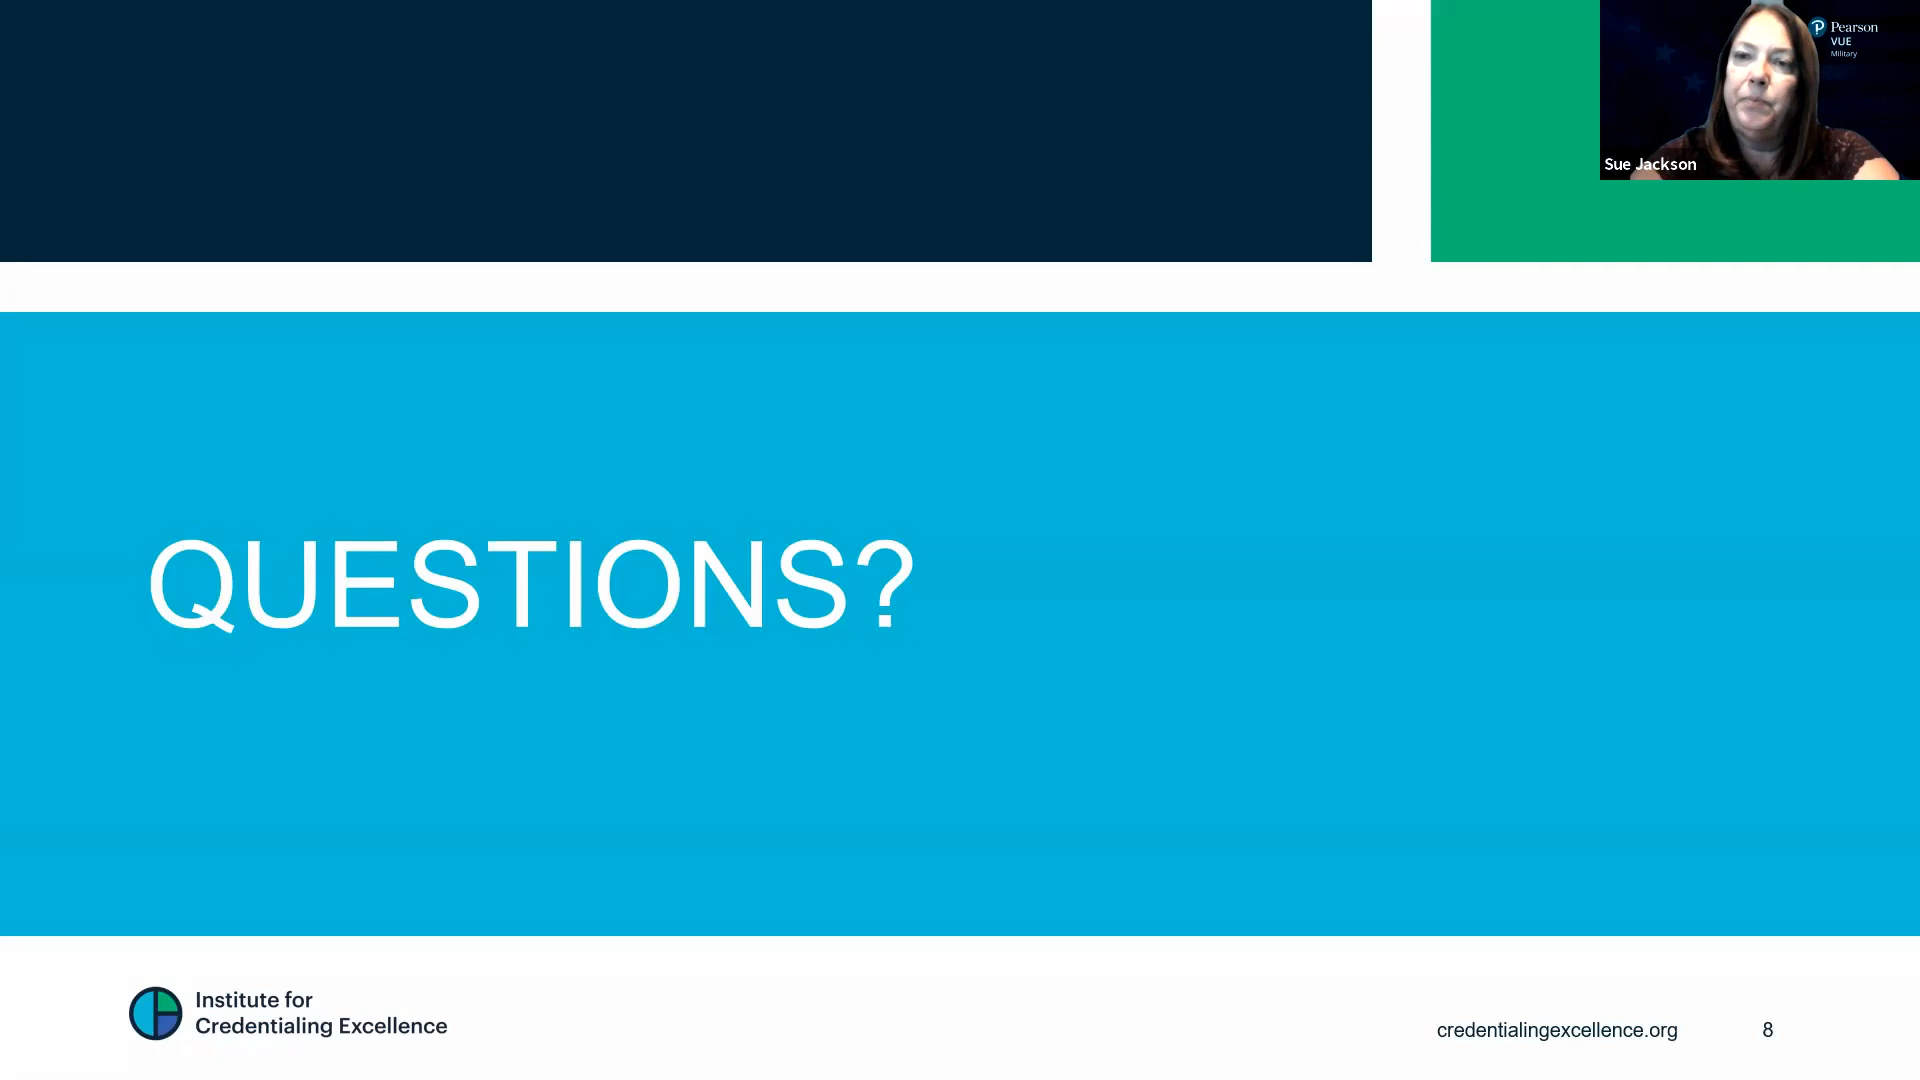 Pearson
VUE
Military
Sue Jackson
QUESTIONS?
Institute for
Credentialing Excellence
credentialingexcellence.org
8